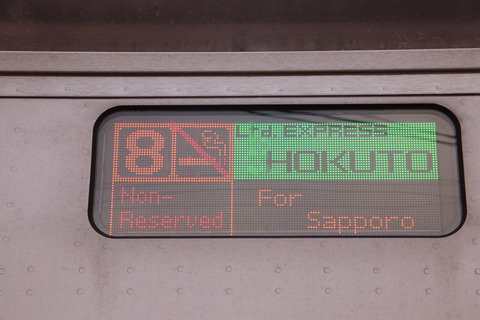 8
Ltd. EXPRESS
HOKUTO
Non-
Reserved
For
Sapporo